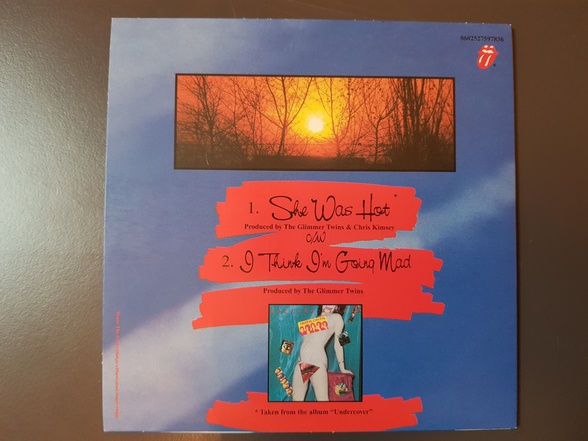 0602527597836
1. She Was Hot*
Produced by The Glimmer Twins & Chris Kimsey
c/w
2. I Think I'm Going Mad
Produced by The Glimmer Twins
* Taken from the album "Undercover"